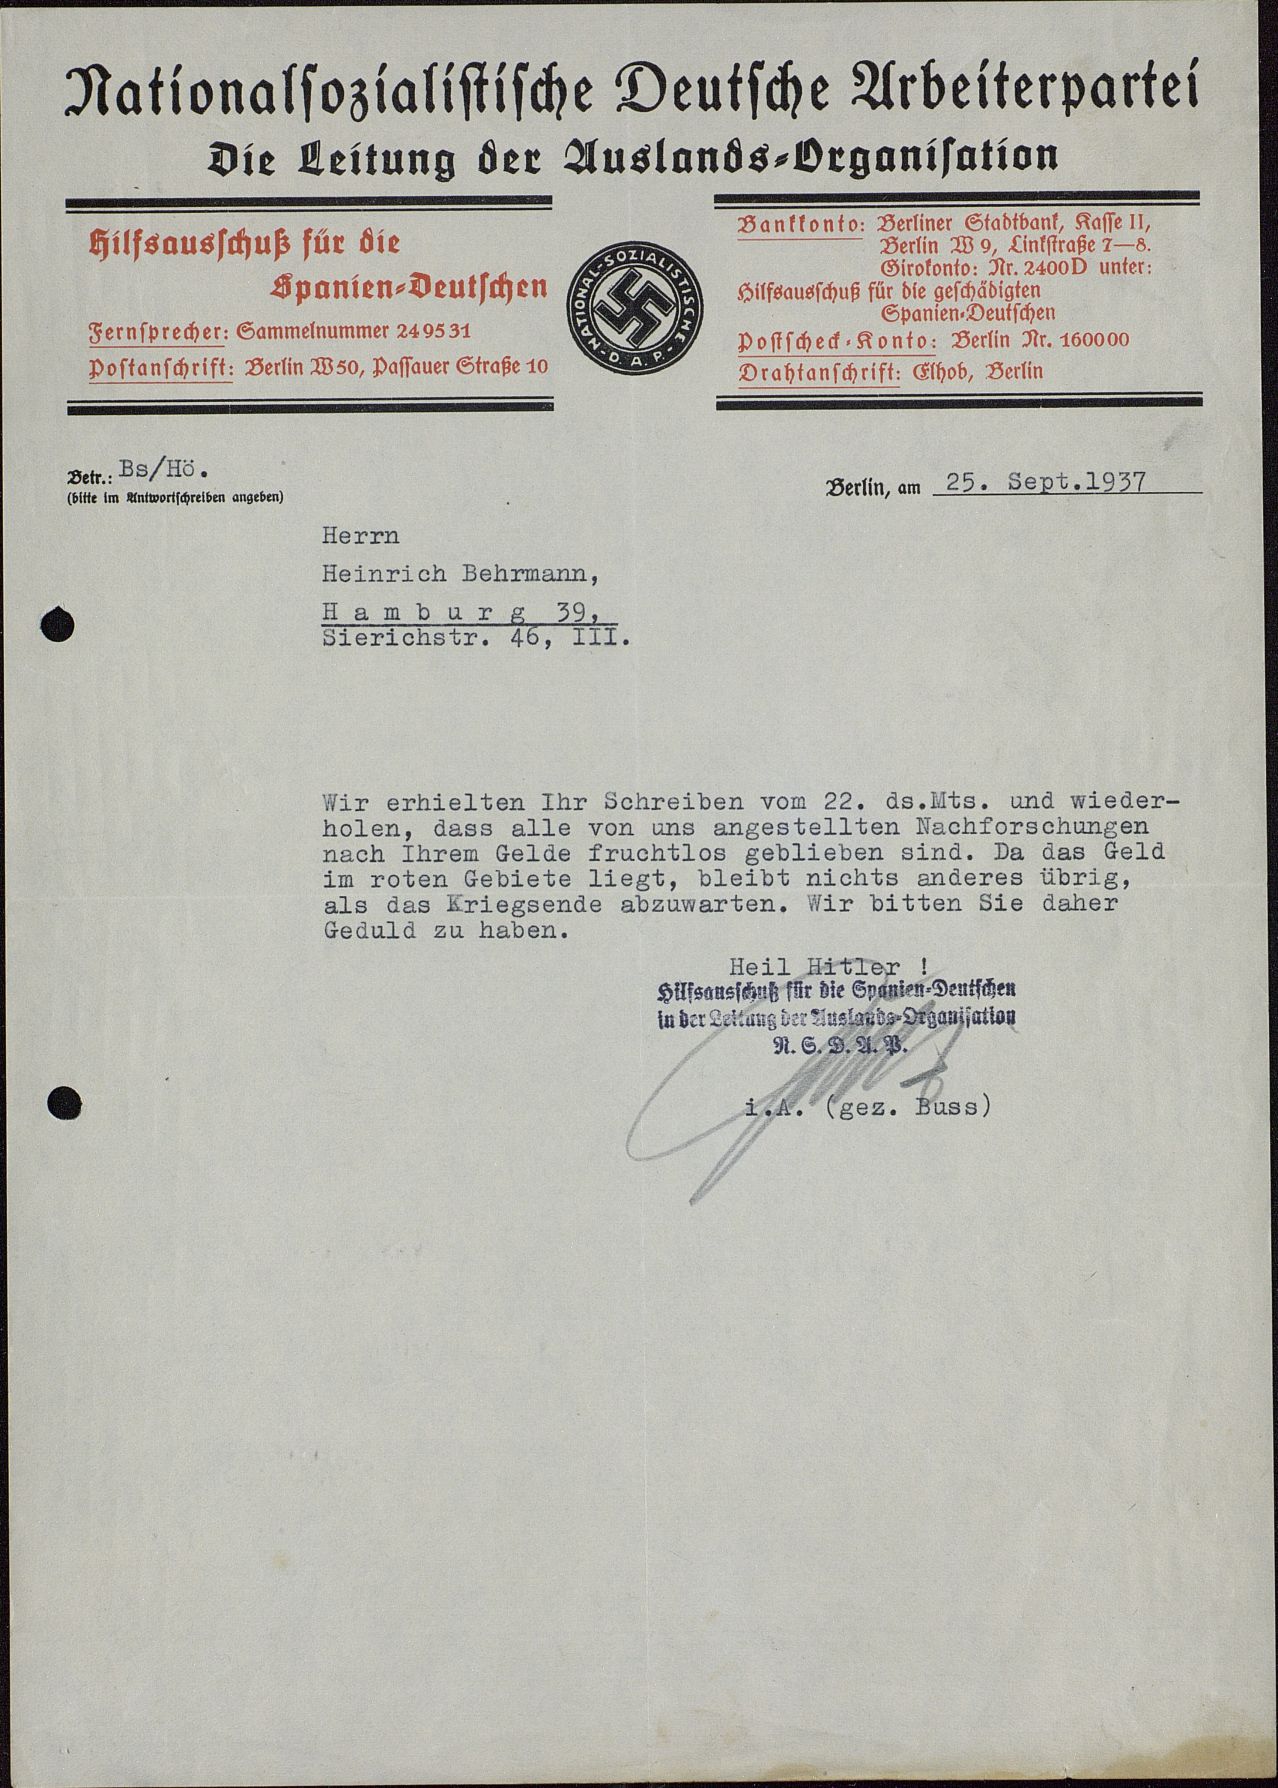 Nationalsozialistische Deutsche Arbeiterpartei
Die Leitung der Auslands-Organisation
Hilfsausschuß für die
Spanien-Deutschen
Fernsprecher: Sammelnummer 249531
Postanschrift: Berlin W50, Passauer Straße 10
NATIONAL-SOZIALISTISCHE
D. A. P.
Bankkonto: Berliner Stadtbank, Kasse II,
Berlin W 9, Linkstraße 7—8.
Girokonto: Nr. 2400D unter:
Hilfsausschuß für die geschädigten
Spanien-Deutschen
Postscheck-Konto: Berlin Nr. 160000
Drahtanschrift: Elhob, Berlin
Betr.: Bs/Hö.
(bitte im Antwortschreiben angeben)
Berlin, am 25. Sept.1937
Herrn
Heinrich Behrmann,
H a m b u r g 39,
Sierichstr. 46, III.
Wir erhielten Ihr Schreiben vom 22. ds.Mts. und wieder-
holen, dass alle von uns angestellten Nachforschungen
nach Ihrem Gelde fruchtlos geblieben sind. Da das Geld
im roten Gebiete liegt, bleibt nichts anderes übrig,
als das Kriegsende abzuwarten. Wir bitten Sie daher
Geduld zu haben.
Heil Hitler !
Hilfsausschuß für die Spanien-Deutschen
in der Leitung der Auslands-Organisation
N. S. D. A. P.
i.A. (gez. Buss)